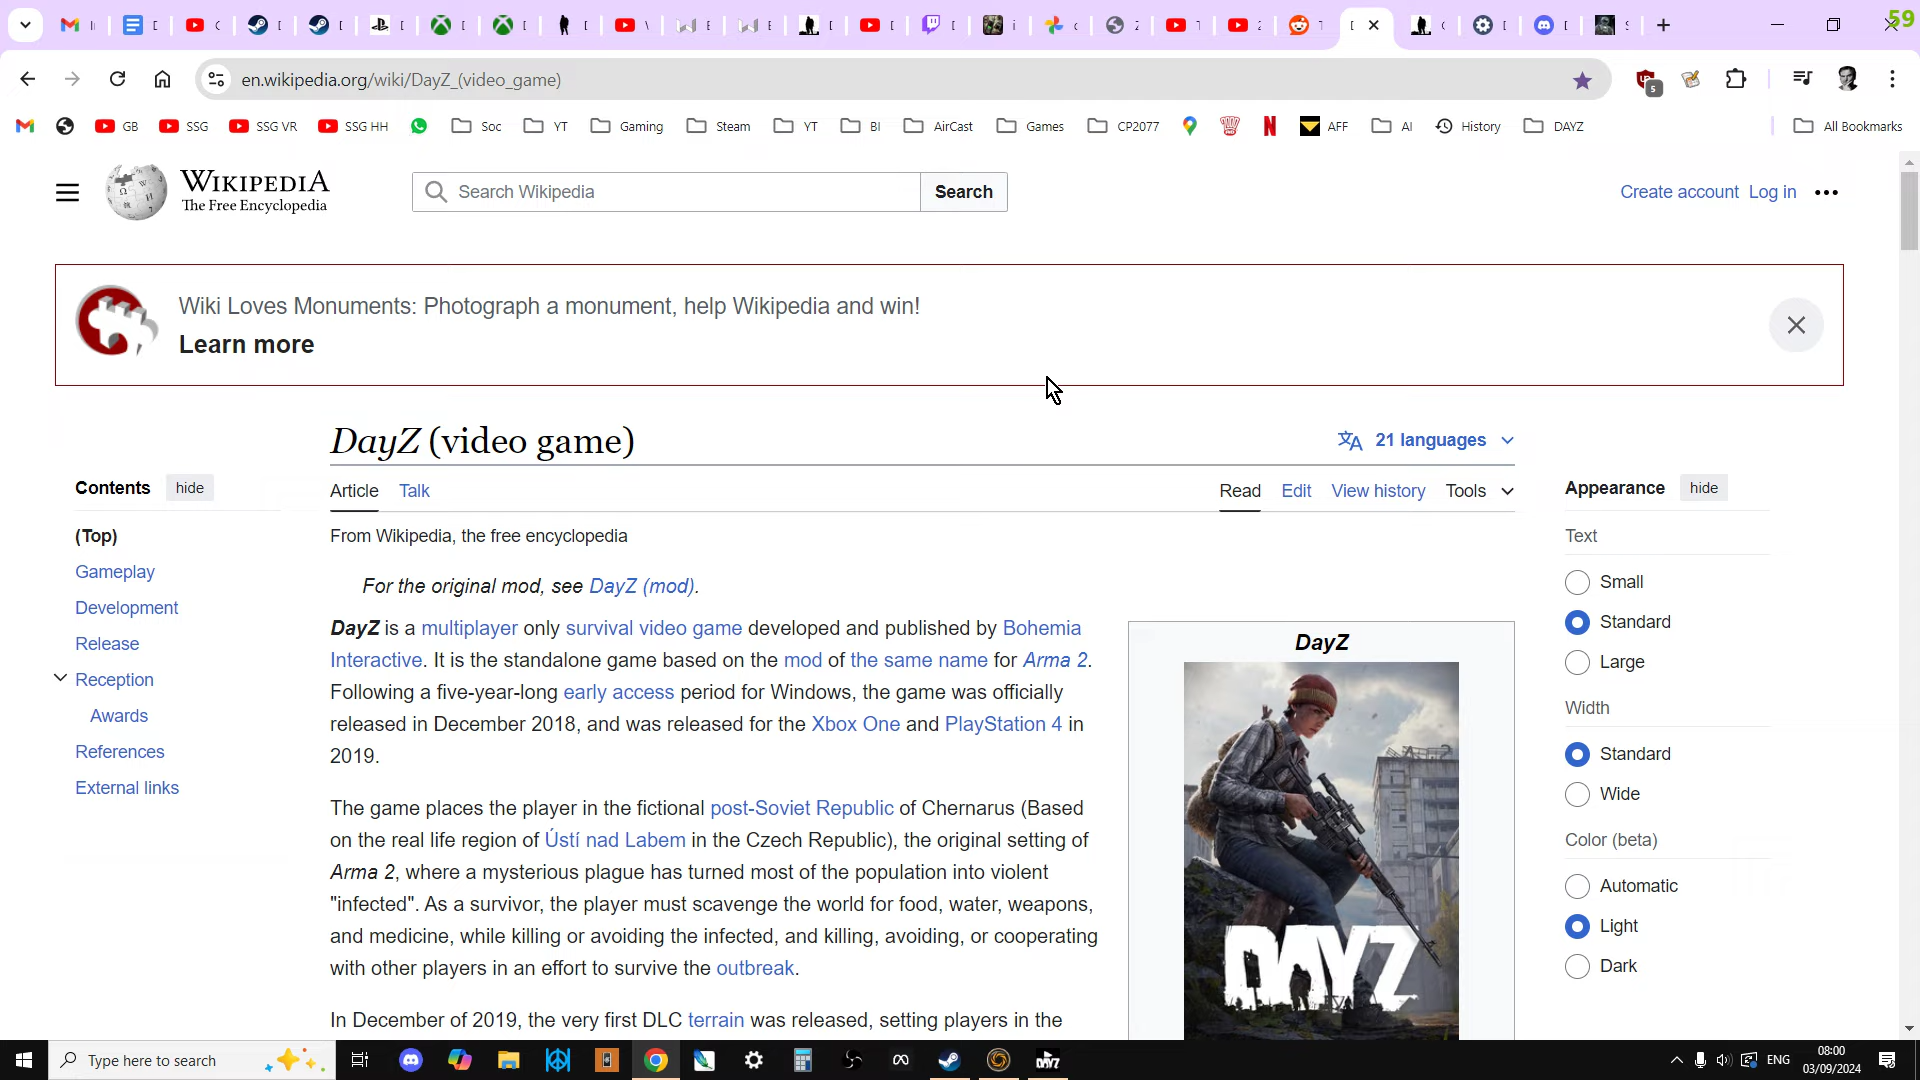 59
en.wikipedia.org/wiki/DayZ_(video_game)
5
GB
SSG
SSG VR
SSG HH
Soc
YT
Gaming
Steam
YT
BI
AirCast
Games
CP2077
AFF
AI
History
DAYZ
All Bookmarks
WIKIPEDIA
The Free Encyclopedia
Search Wikipedia
Search
Create account Log in
Wiki Loves Monuments: Photograph a monument, help Wikipedia and win!
Learn more
DayZ (video game)
21 languages
Contents hide
(Top)
Gameplay
Development
Release
Reception
Awards
References
External links
Article Talk
Read Edit View history Tools
From Wikipedia, the free encyclopedia
For the original mod, see DayZ (mod).
DayZ is a multiplayer only survival video game developed and published by Bohemia
Interactive. It is the standalone game based on the mod of the same name for Arma 2.
Following a five-year-long early access period for Windows, the game was officially
released in December 2018, and was released for the Xbox One and PlayStation 4 in
2019.
The game places the player in the fictional post-Soviet Republic of Chernarus (Based
on the real life region of Ústí nad Labem in the Czech Republic), the original setting of
Arma 2, where a mysterious plague has turned most of the population into violent
"infected". As a survivor, the player must scavenge the world for food, water, weapons,
and medicine, while killing or avoiding the infected, and killing, avoiding, or cooperating
with other players in an effort to survive the outbreak.
In December of 2019, the very first DLC terrain was released, setting players in the
DayZ
DAYZ
Appearance hide
Text
Small
Standard
Large
Width
Standard
Wide
Color (beta)
Automatic
Light
Dark
Type here to search
DAYZ
ENG
08:00
03/09/2024